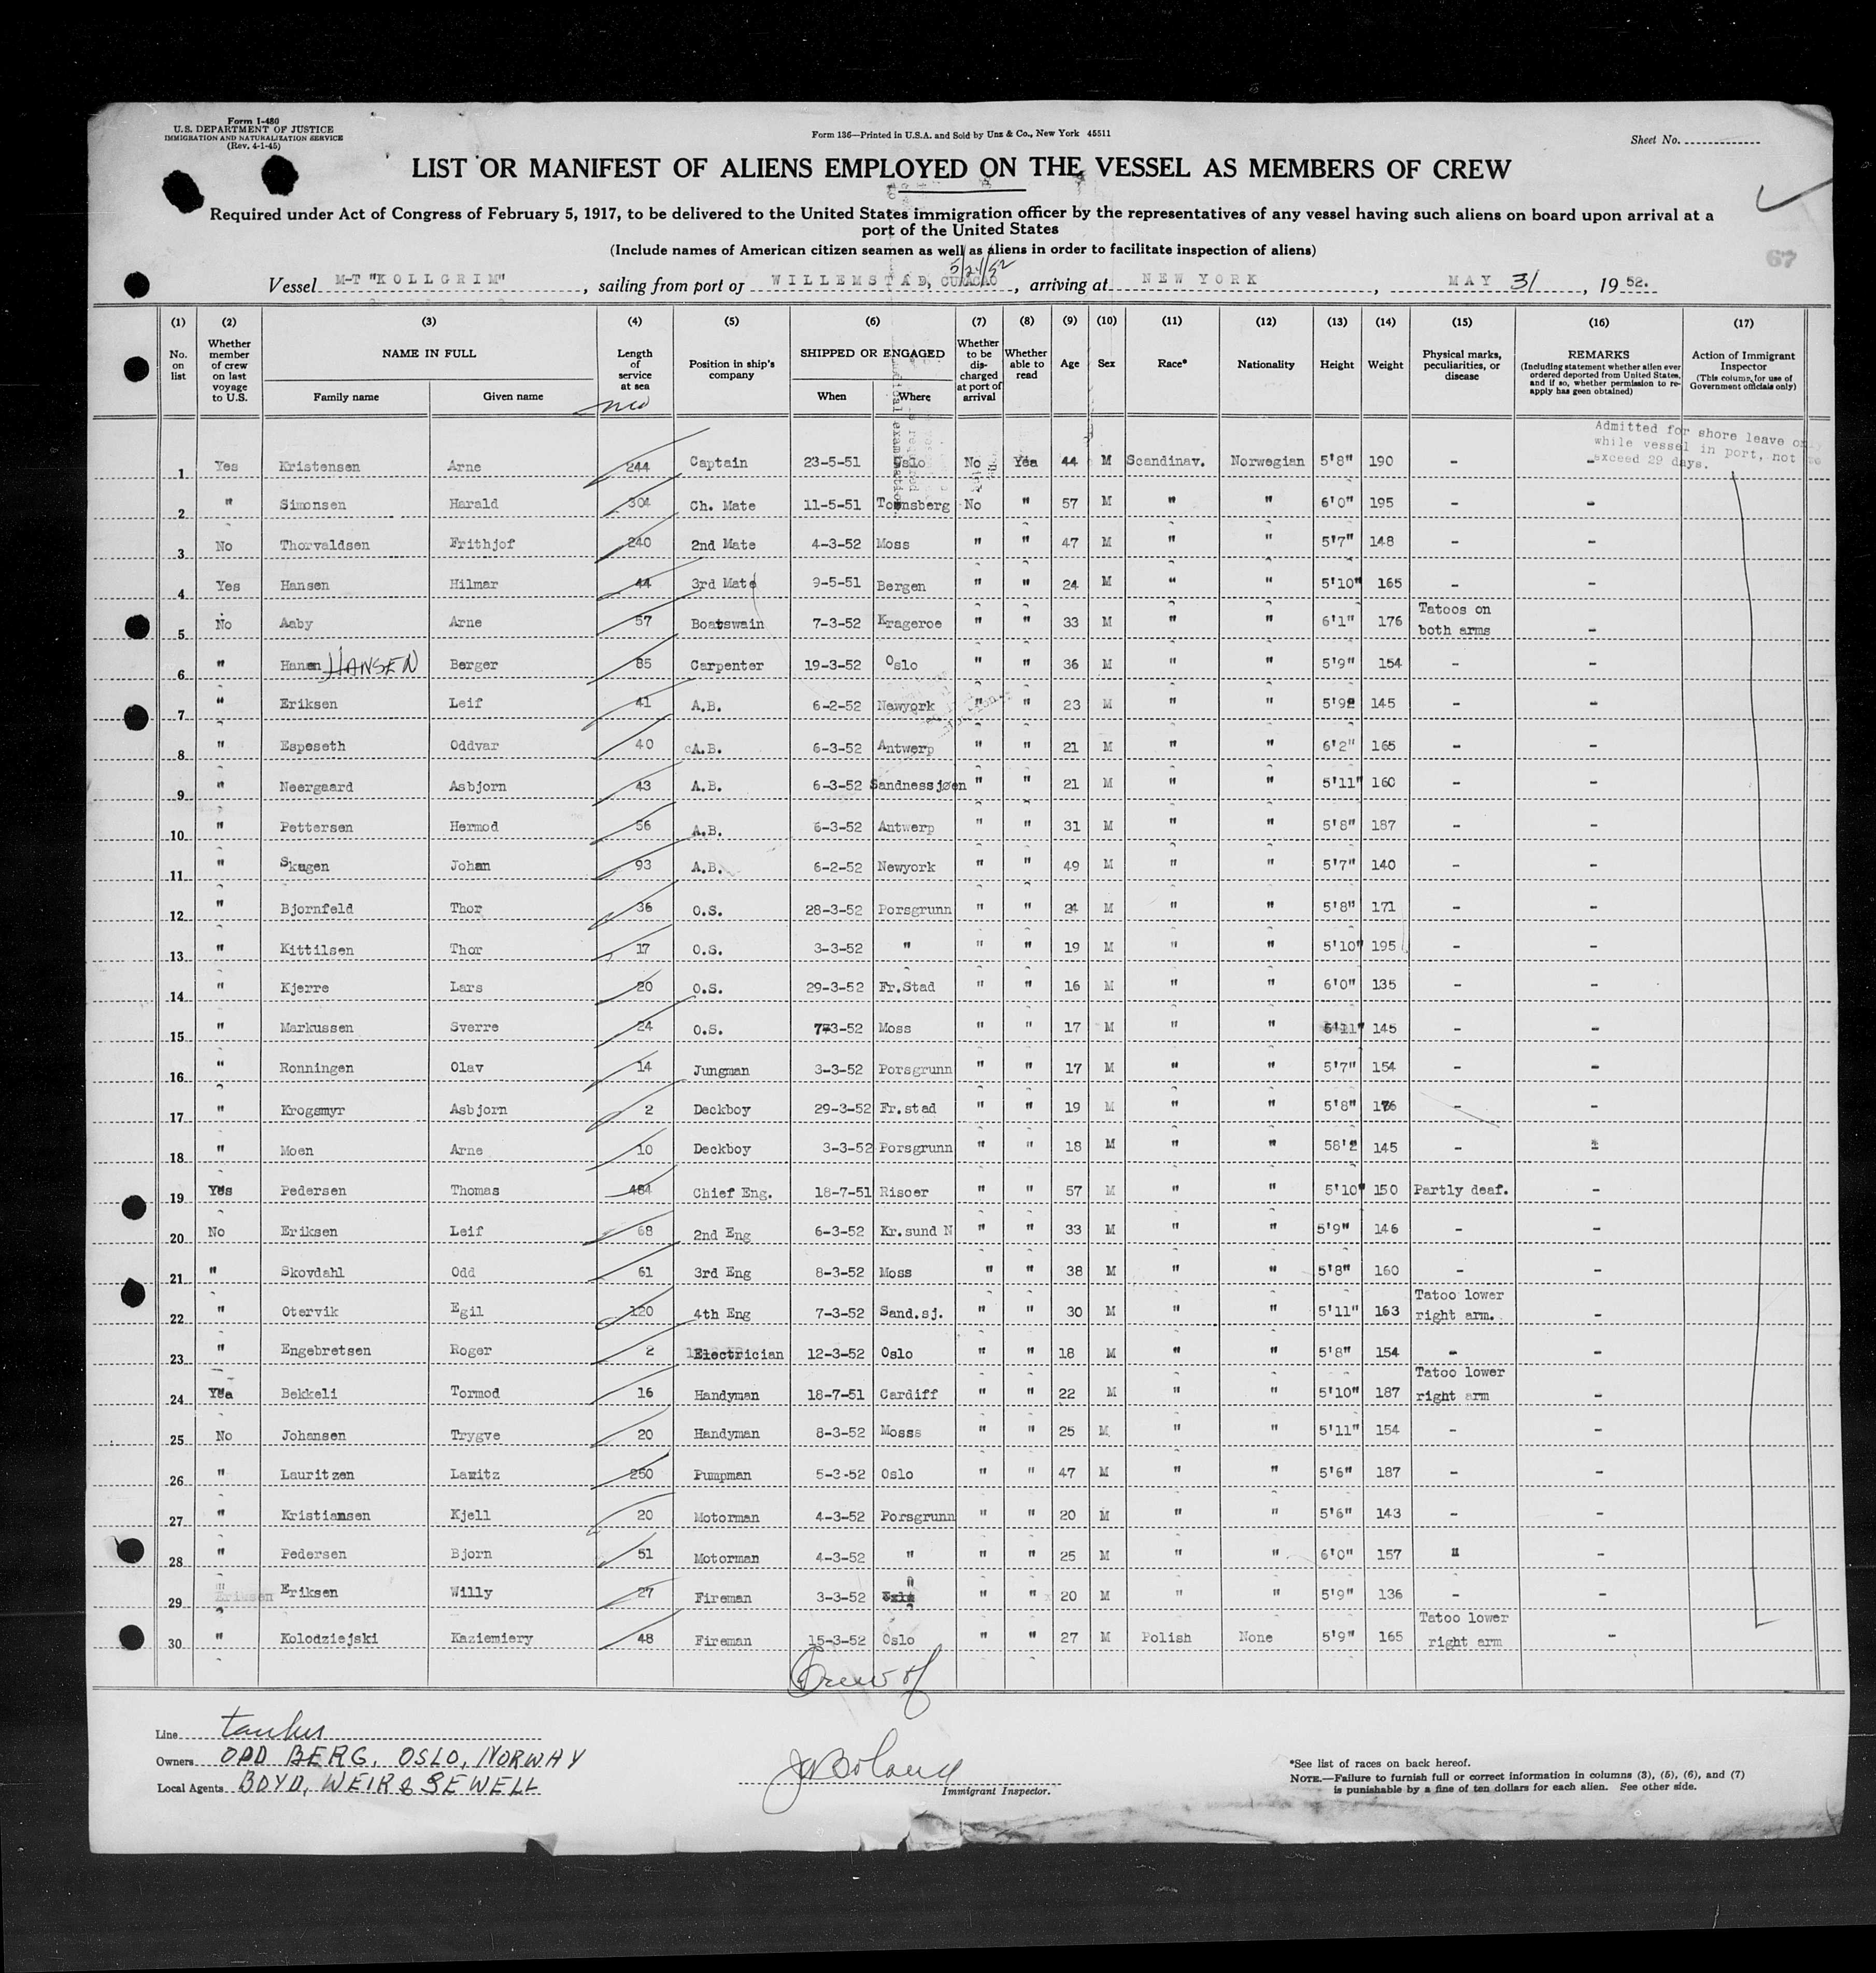 Form I-480
U.S. DEPARTMENT OF JUSTICE
IMMIGRATION AND NATURALIZATION SERVICE
(Rev. 4-1-45)
Form 136—Printed in U.S.A. and Sold by Unz & Co., New York 45511
Sheet No.
LIST OR MANIFEST OF ALIENS EMPLOYED ON THE VESSEL AS MEMBERS OF CREW
Required under Act of Congress of February 5, 1917, to be delivered to the United States immigration officer by the representatives of any vessel having such aliens on board upon arrival at a
port of the United States
(Include names of American citizen seamen as well as aliens in order to facilitate inspection of aliens)
67
5/24/52
Vessel M-T "KOLLGRIM", sailing from port of WILLEMSTAD, CURACAO, arriving at NEW YORK, MAY 31, 19 52.
(1) (2) (3) (4) (5) (6) (7) (8) (9) (10) (11) (12) (13) (14) (15) (16) (17)
No. on list
Whether member of crew on last voyage to U.S.
NAME IN FULL
Family name Given name
Length of service at sea
Position in ship's company
SHIPPED OR ENGAGED
When Where
Whether to be discharged at port of arrival
Whether able to read
Age
Sex
Race*
Nationality
Height
Weight
Physical marks, peculiarities, or disease
REMARKS
(Including statement whether alien ever ordered deported from United States, and if so, whether permission to re-apply has geen obtained)
Action of Immigrant Inspector
(This column for use of Government officials only)
Admitted for shore leave
while vessel in port, not to
exceed 29 days.
1 Yes Kristensen Arne 244 Captain 23-5-51 Oslo No Yea 44 M Scandinav. Norwegian 5'8" 190 - -
2 " Simonsen Harald 304 Ch. Mate 11-5-51 Toensberg No " 57 M " " 6'0" 195 - -
3 No Thorvaldsen Frithjof 240 2nd Mate 4-3-52 Moss " " 47 M " " 5'7" 148 - -
4 Yes Hansen Hilmar 44 3rd Mate 9-5-51 Bergen " " 24 M " " 5'10" 165 - -
5 No Aaby Arne 57 Boatswain 7-3-52 Krageroe " " 33 M " " 6'1" 176 Tatoos on both arms -
6 " Hanen HANSEN Berger 85 Carpenter 19-3-52 Oslo " " 36 M " " 5'9" 154 - -
7 " Eriksen Leif 41 A.B. 6-2-52 Newyork " " 23 M " " 5'92 145 - -
8 " Espeseth Oddvar 40 A.B. 6-3-52 Antwerp " " 21 M " " 6'2" 165 - -
9 " Neergaard Asbjorn 43 A.B. 6-3-52 Sandnessjøen " " 21 M " " 5'11" 160 - -
10 " Pettersen Hermod 56 A.B. 6-3-52 Antwerp " " 31 M " " 5'8" 187 - -
11 " Skugen Johan 93 A.B. 6-2-52 Newyork " " 49 M " " 5'7" 140 - -
12 " Bjornfeld Thor 36 O.S. 28-3-52 Porsgrunn " " 24 M " " 5'8" 171 - -
13 " Kittilsen Thor 17 O.S. 3-3-52 " " " 19 M " " 5'10" 195 - -
14 " Kjerre Lars 20 O.S. 29-3-52 Fr.Stad " " 16 M " " 6'0" 135 - -
15 " Markussen Sverre 24 O.S. 7-3-52 Moss " " 17 M " " 5'11" 145 - -
16 " Ronningen Olav 14 Jungman 3-3-52 Porsgrunn " " 17 M " " 5'7" 154 - -
17 " Krogsmyr Asbjorn 2 Deckboy 29-3-52 Fr.stad " " 19 M " " 5'8" 176 - -
18 " Moen Arne 10 Deckboy 3-3-52 Porsgrunn " " 18 M " " 58'2 145 -
19 Yes Pedersen Thomas 484 Chief Eng. 18-7-51 Risoer " " 57 M " " 5'10" 150 Partly deaf. -
20 No Eriksen Leif 68 2nd Eng 6-3-52 Kr.sund N " " 33 M " " 5'9" 146 - -
21 " Skovdahl Odd 61 3rd Eng 8-3-52 Moss " " 38 M " " 5'8" 160 - -
22 " Otervik Egil 120 4th Eng 7-3-52 Sand.sj. " " 30 M " " 5'11" 163 Tatoo lower right arm. -
23 " Engebretsen Roger 2 Electrician 12-3-52 Oslo " " 18 M " " 5'8" 154 - -
24 Yea Bekkeli Tormod 16 Handyman 18-7-51 Cardiff " " 22 M " " 5'10" 187 Tatoo lower right arm -
25 No Johansen Trygve 20 Handyman 8-3-52 Mosss " " 25 M " " 5'11" 154 - -
26 " Lauritzen Lawitz 250 Pumpman 5-3-52 Oslo " " 47 M " " 5'6" 187 - -
27 " Kristiansen Kjell 20 Motorman 4-3-52 Porsgrunn " " 20 M " " 5'6" 143 - -
28 " Pedersen Bjorn 51 Motorman 4-3-52 " " " 25 M " " 6'0" 157 " -
29 " Eriksen Willy 27 Fireman 3-3-52 " " " 20 M " " 5'9" 136 - -
30 " Kolodziejski Kaziemiery 48 Fireman 15-3-52 Oslo " " 27 M Polish None 5'9" 165 Tatoo lower right arm -
Crew of
Line tanker
Owners ODD BERG, OSLO, NORWAY
Local Agents BOYD, WEIR & SEWELL
Immigrant Inspector.
*See list of races on back hereof.
NOTE.—Failure to furnish full or correct information in columns (3), (5), (6), and (7)
is punishable by a fine of ten dollars for each alien. See other side.